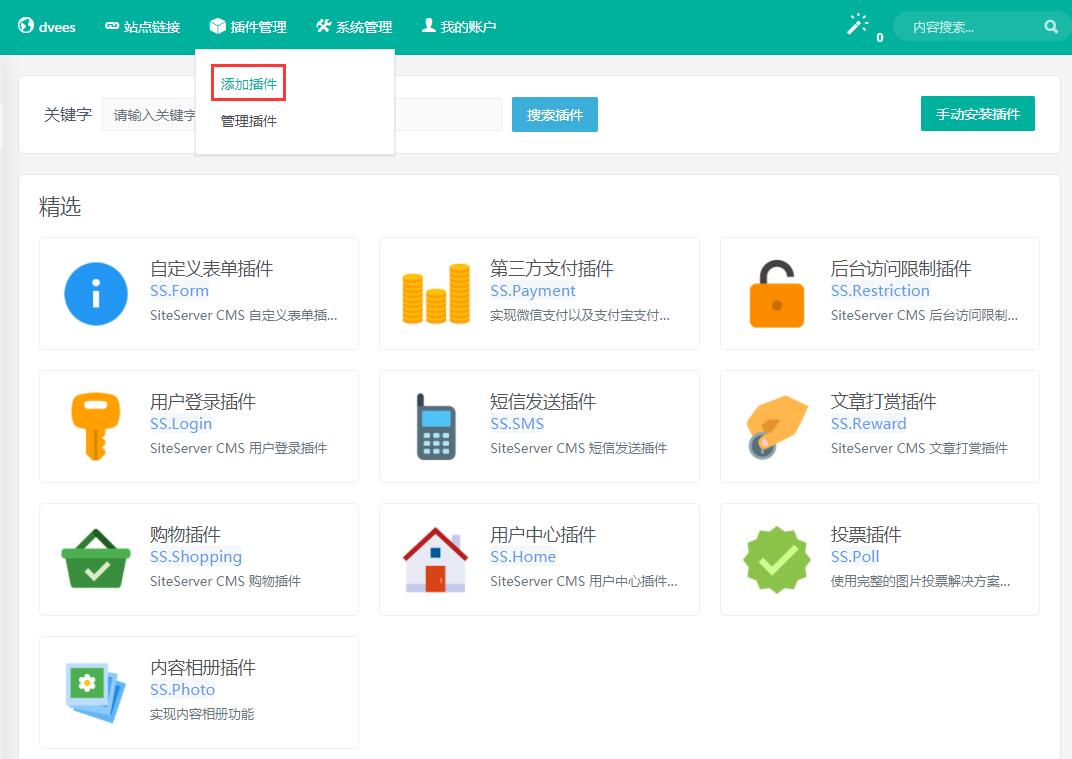 dvees
站点链接
插件管理
系统管理
我的账户
0
内容搜索...
添加插件
管理插件
关键字
请输入关键字
搜索插件
手动安装插件
精选
自定义表单插件
SS.Form
SiteServer CMS 自定义表单插...
第三方支付插件
SS.Payment
实现微信支付以及支付宝支付...
后台访问限制插件
SS.Restriction
SiteServer CMS 后台访问限制...
用户登录插件
SS.Login
SiteServer CMS 用户登录插件
短信发送插件
SS.SMS
SiteServer CMS 短信发送插件
文章打赏插件
SS.Reward
SiteServer CMS 文章打赏插件
购物插件
SS.Shopping
SiteServer CMS 购物插件
用户中心插件
SS.Home
SiteServer CMS 用户中心插件...
投票插件
SS.Poll
使用完整的图片投票解决方案...
内容相册插件
SS.Photo
实现内容相册功能